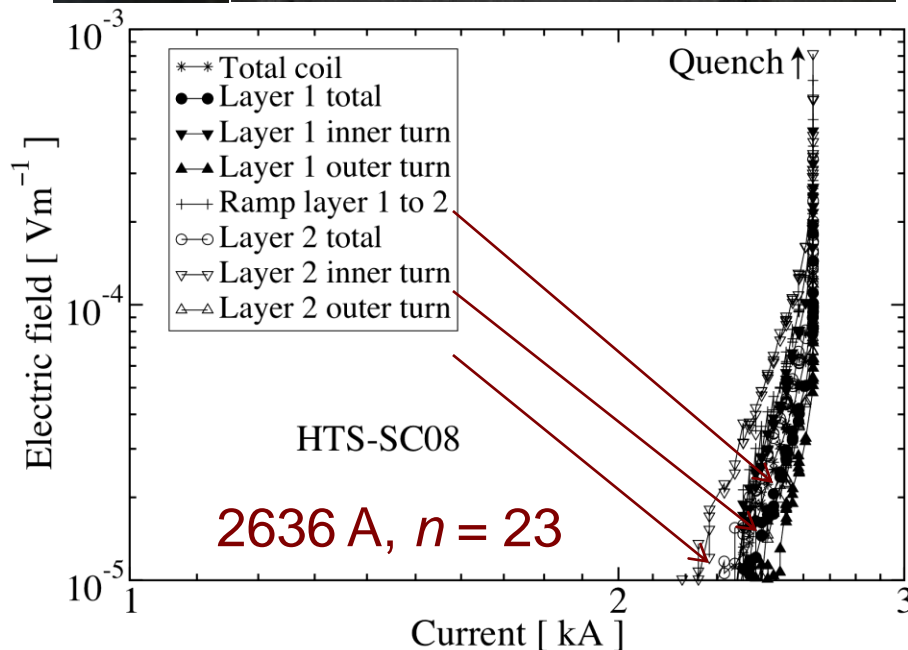 10−3
Quench
Total coil
Layer 1 total
Layer 1 inner turn
Layer 1 outer turn
Ramp layer 1 to 2
Layer 2 total
Layer 2 inner turn
Layer 2 outer turn
Electric field [ Vm−1 ]
10−4
HTS-SC08
2636 A, n = 23
10−5
1
2
3
Current [ kA ]